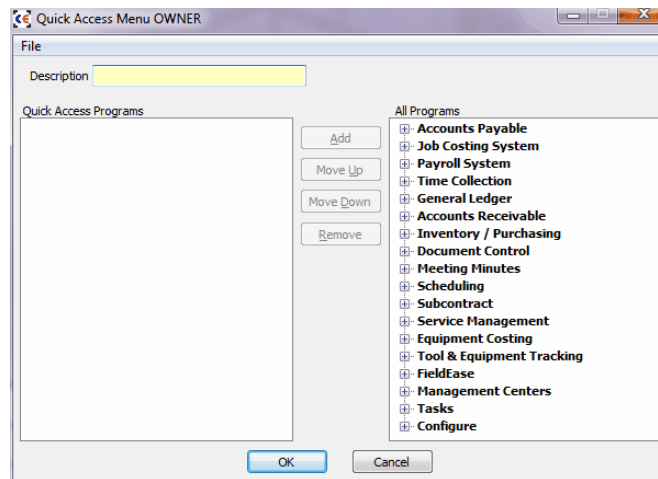 Quick Access Menu OWNER
File
Description
Quick Access Programs
Add
Move Up
Move Down
Remove
All Programs
Accounts Payable
Job Costing System
Payroll System
Time Collection
General Ledger
Accounts Receivable
Inventory / Purchasing
Document Control
Meeting Minutes
Scheduling
Subcontract
Service Management
Equipment Costing
Tool & Equipment Tracking
FieldEase
Management Centers
Tasks
Configure
OK
Cancel